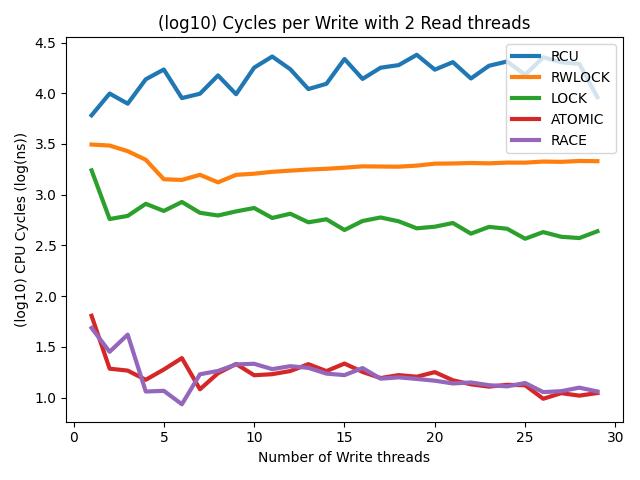 (log10) Cycles per Write with 2 Read threads
4.5
4.0
3.5
3.0
2.5
2.0
1.5
1.0
(log10) CPU Cycles (log(ns))
RCU
RWLOCK
LOCK
ATOMIC
RACE
0
5
10
15
20
25
30
Number of Write threads